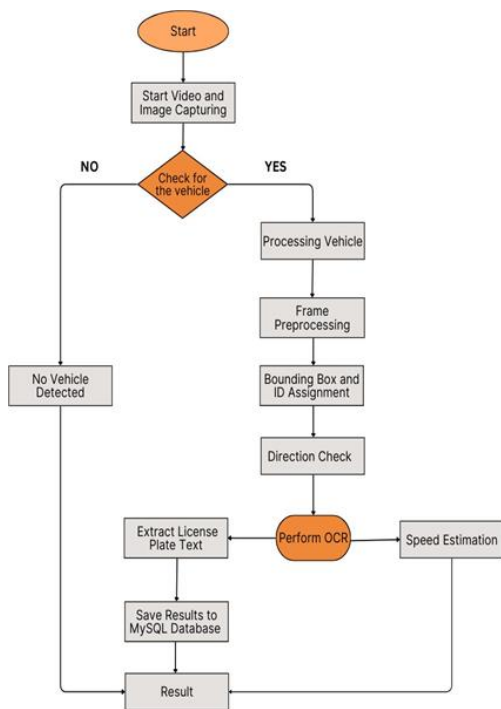 Start
Start Video and
Image Capturing
NO
YES
Check for
the vehicle
Processing Vehicle
Frame
Preprocessing
No Vehicle
Detected
Bounding Box and
ID Assignment
Direction Check
Extract License
Plate Text
Perform OCR
Speed Estimation
Save Results to
MySQL Database
Result